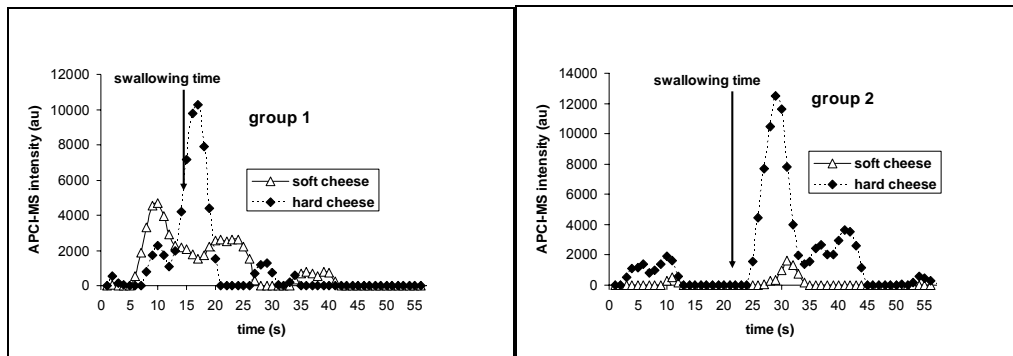 12000
10000
8000
6000
4000
2000
0
APCI-MS intensity (au)
swallowing time
group 1
soft cheese
hard cheese
0 5 10 15 20 25 30 35 40 45 50 55
time (s)
14000
12000
10000
8000
6000
4000
2000
0
APCI-MS intensity (au)
swallowing time
group 2
soft cheese
hard cheese
0 5 10 15 20 25 30 35 40 45 50 55
time (s)